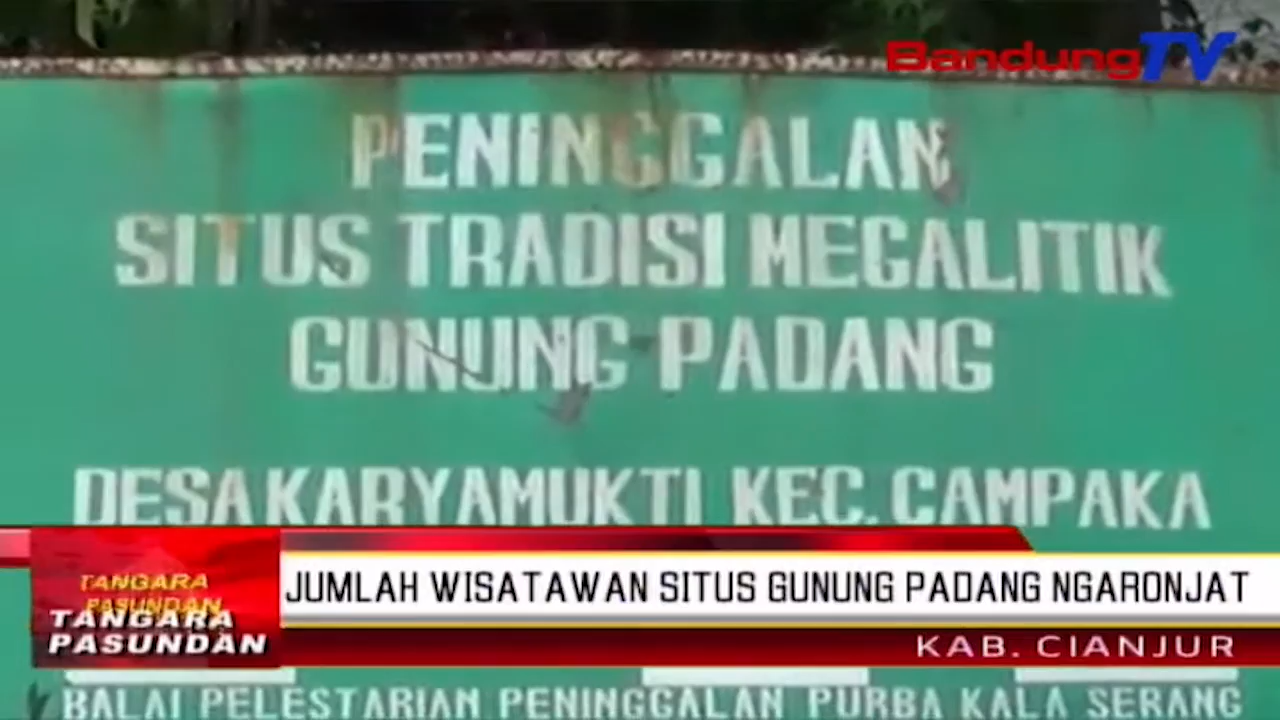 BandungTV
PENINGGALAN
SITUS TRADISI MEGALITIK
GUNUNG PADANG
DESA KARYAMUKTI KEC. CAMPAKA
TANGARA
PASUNDAN
TANGARA
PASUNDAN
JUMLAH WISATAWAN SITUS GUNUNG PADANG NGARONJAT
KAB. CIANJUR
BALAI PELESTARIAN PENINGGALAN PURBA KALA SERANG